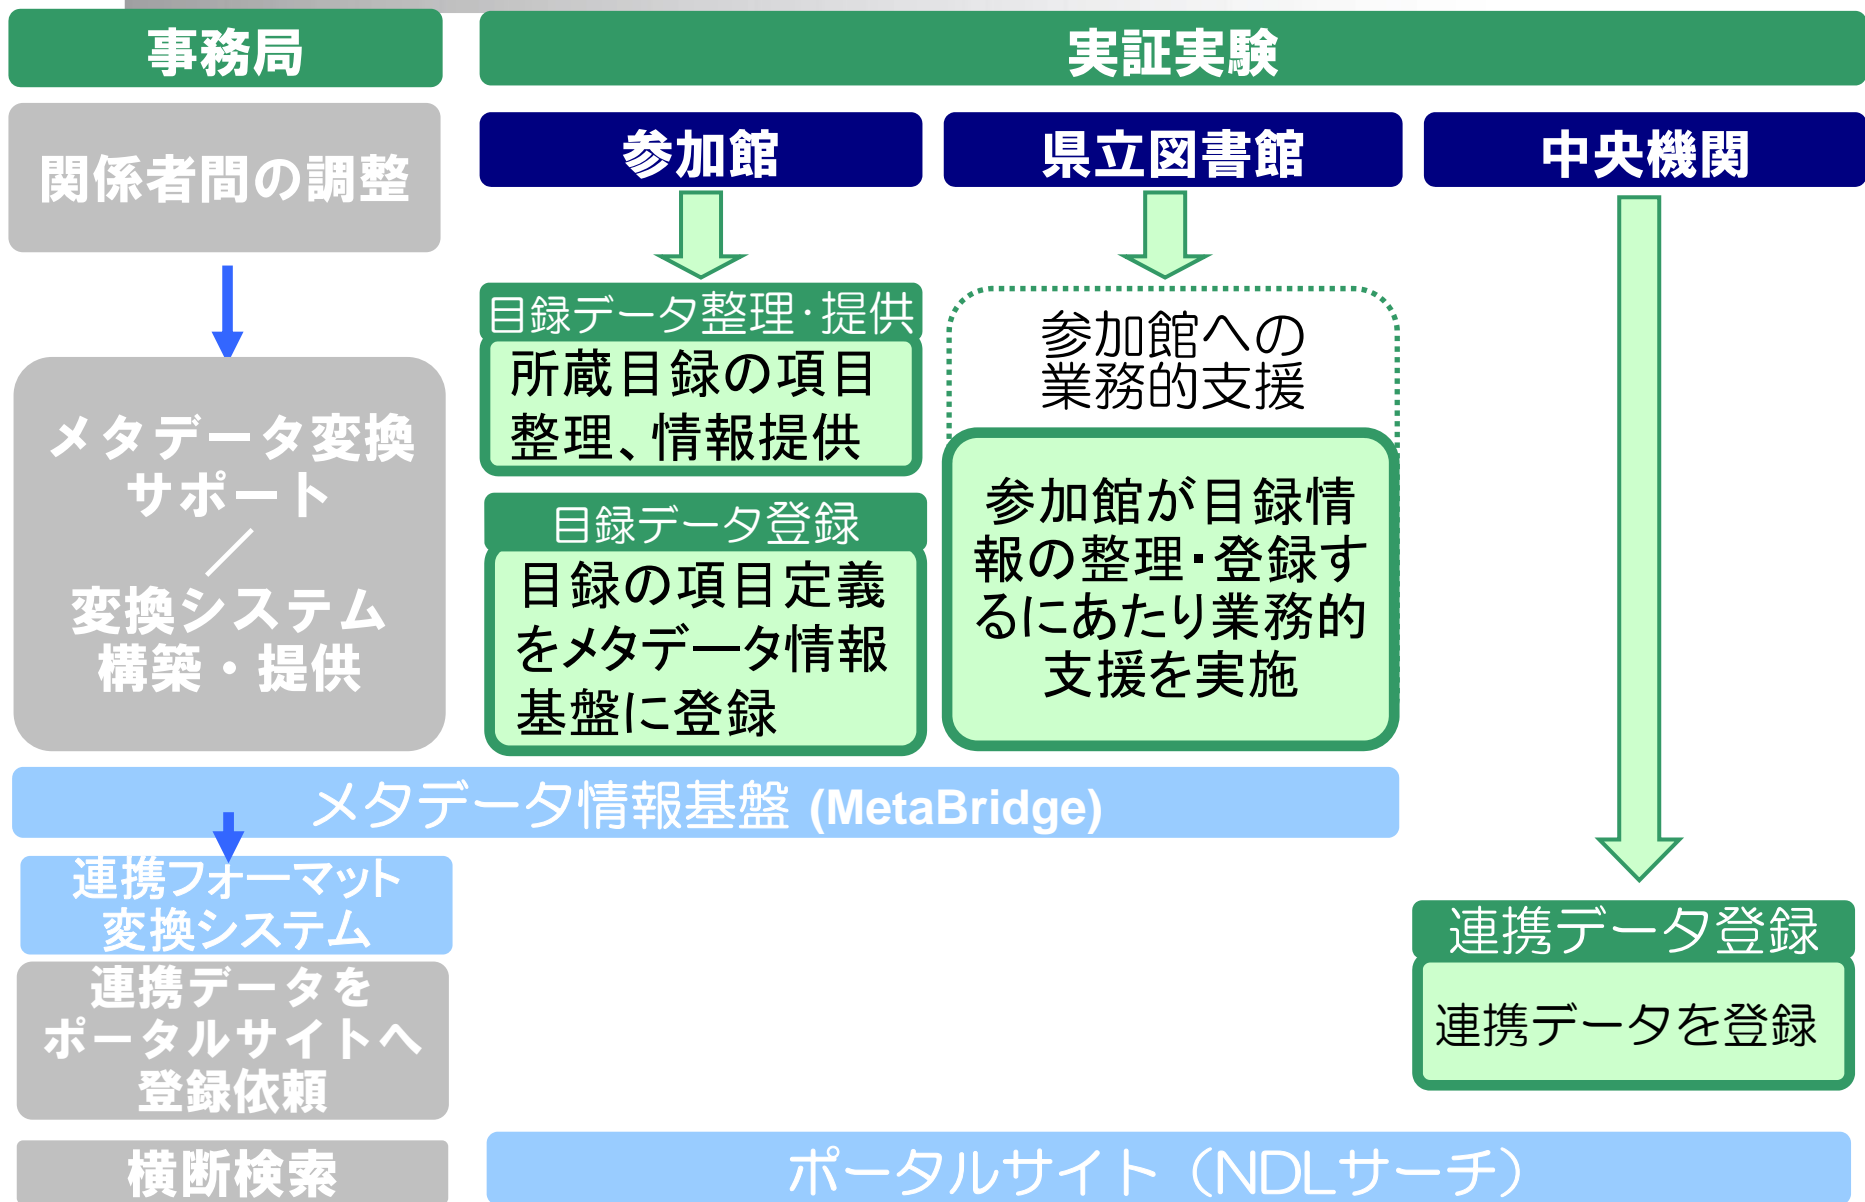 事務局
関係者間の調整
メタデータ変換
サポート
／
変換システム
構築・提供
実証実験
参加館
県立図書館
中央機関
目録データ整理・提供
所蔵目録の項目
整理、情報提供
目録データ登録
目録の項目定義
をメタデータ情報
基盤に登録
参加館への
業務的支援
参加館が目録情
報の整理・登録す
るにあたり業務的
支援を実施
メタデータ情報基盤 (MetaBridge)
連携フォーマット
変換システム
連携データを
ポータルサイトへ
登録依頼
連携データ登録
連携データを登録
横断検索
ポータルサイト（NDLサーチ）